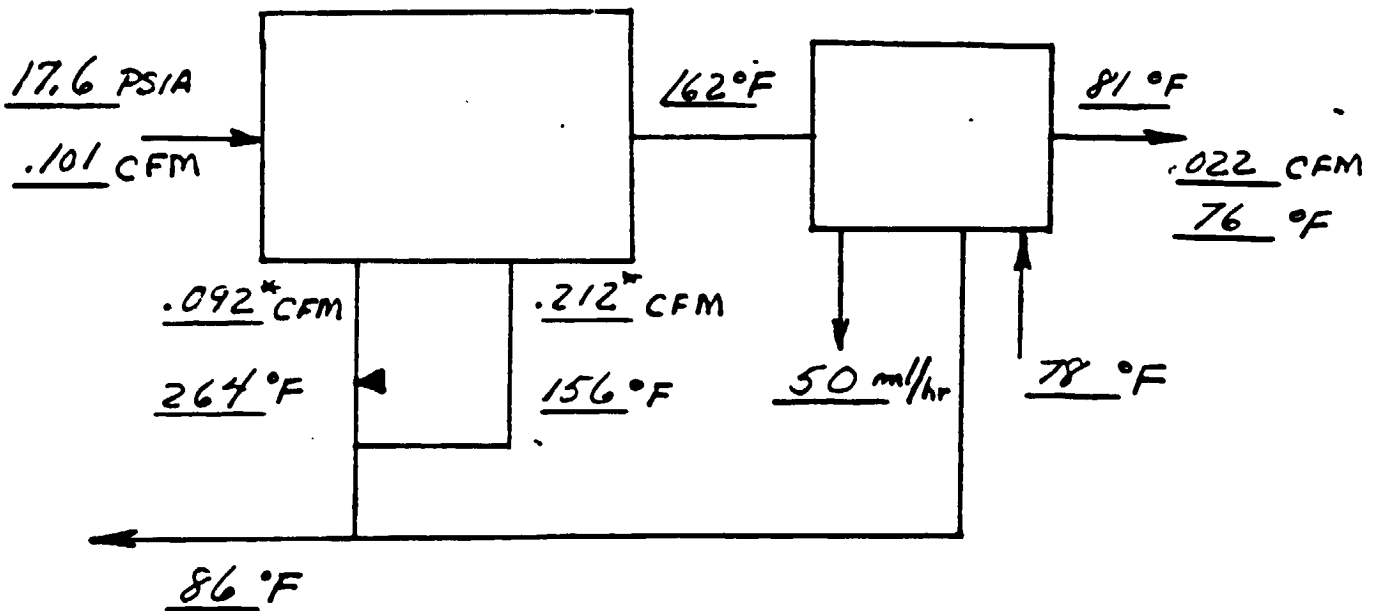 17.6 PSIA
.101 CFM
162°F
81 °F
.022 CFM
76 °F
.092* CFM
.212* CFM
264 °F
156 °F
50 ml/hr
78 °F
86 °F